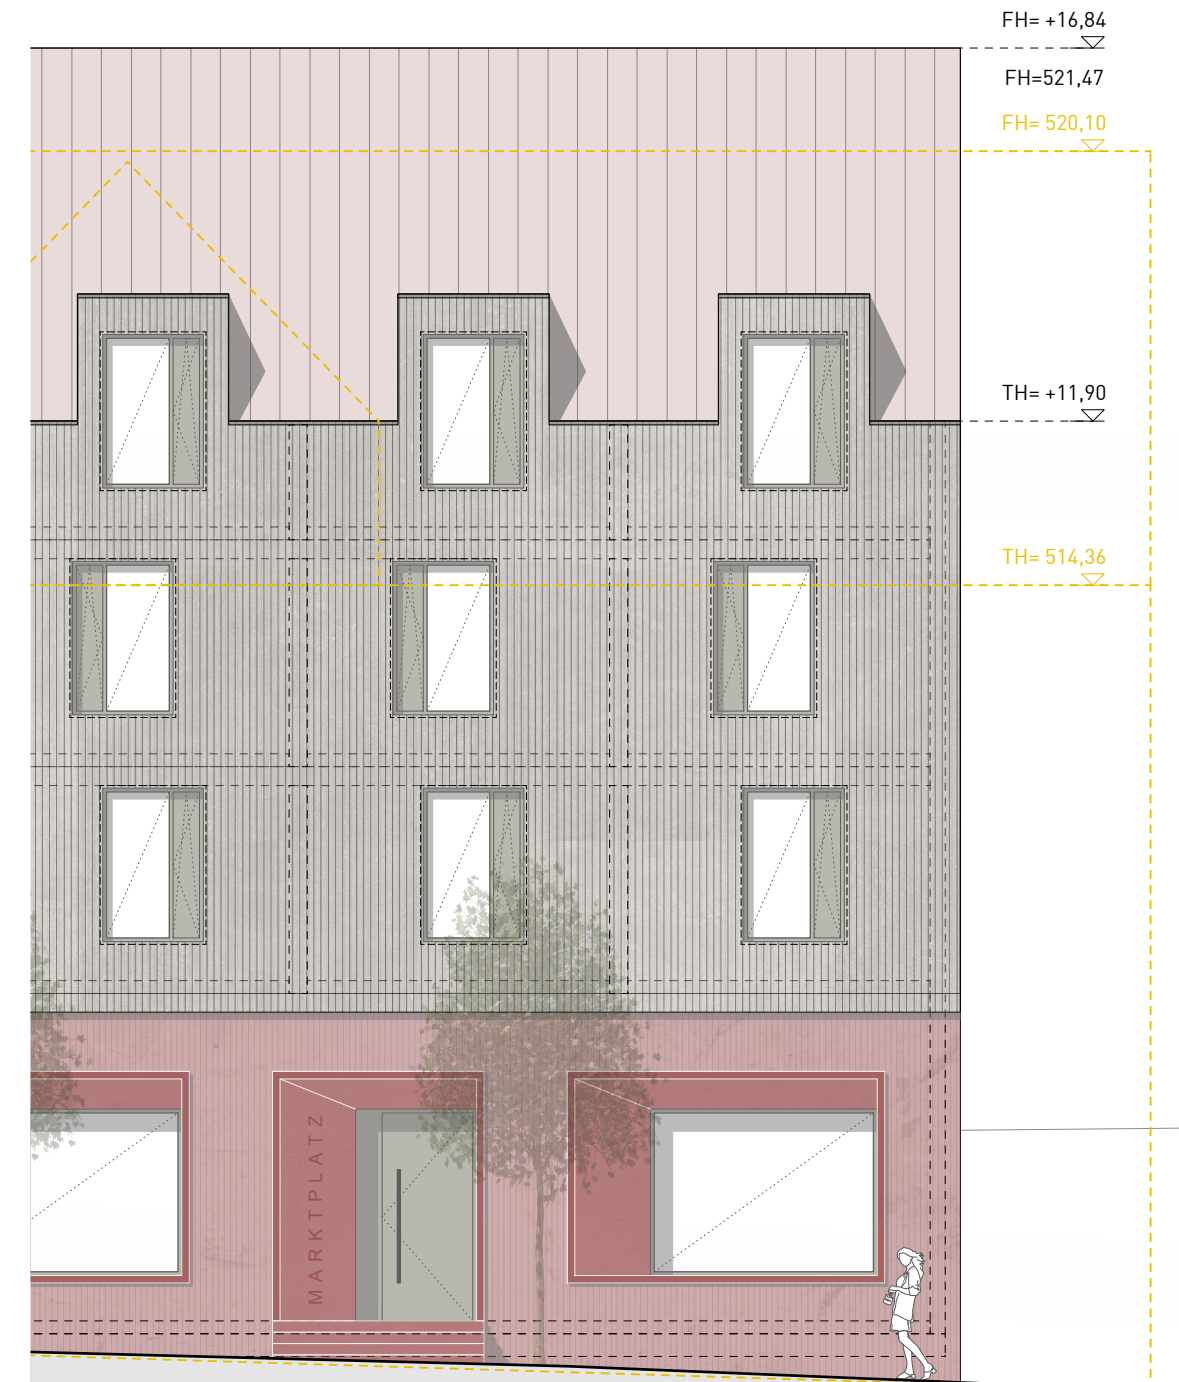 FH= +16,84
FH=521,47
FH= 520,10
TH= +11,90
TH= 514,36
MARKTPLATZ